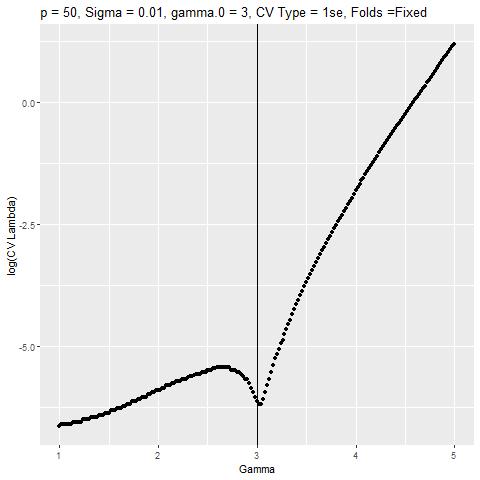 p = 50, Sigma = 0.01, gamma.0 = 3, CV Type = 1se, Folds =Fixed
0.0
-2.5
-5.0
log(CV Lambda)
1 2 3 4 5
Gamma